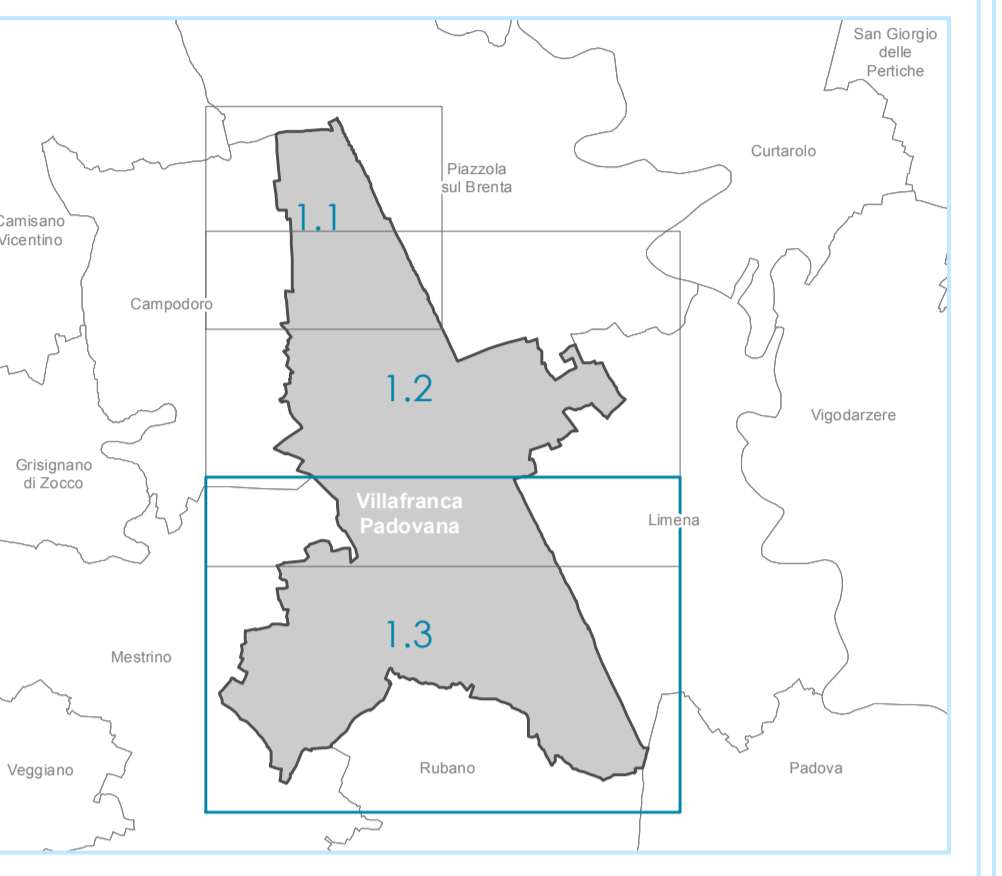 San Giorgio
delle
Pertiche
Curtarolo
Piazzola
sul Brenta
1.1
Camisano
Vicentino
Campodoro
1.2
Vigodarzere
Grisignano
di Zocco
Villafranca
Padovana
Limena
1.3
Mestrino
Veggiano
Rubano
Padova